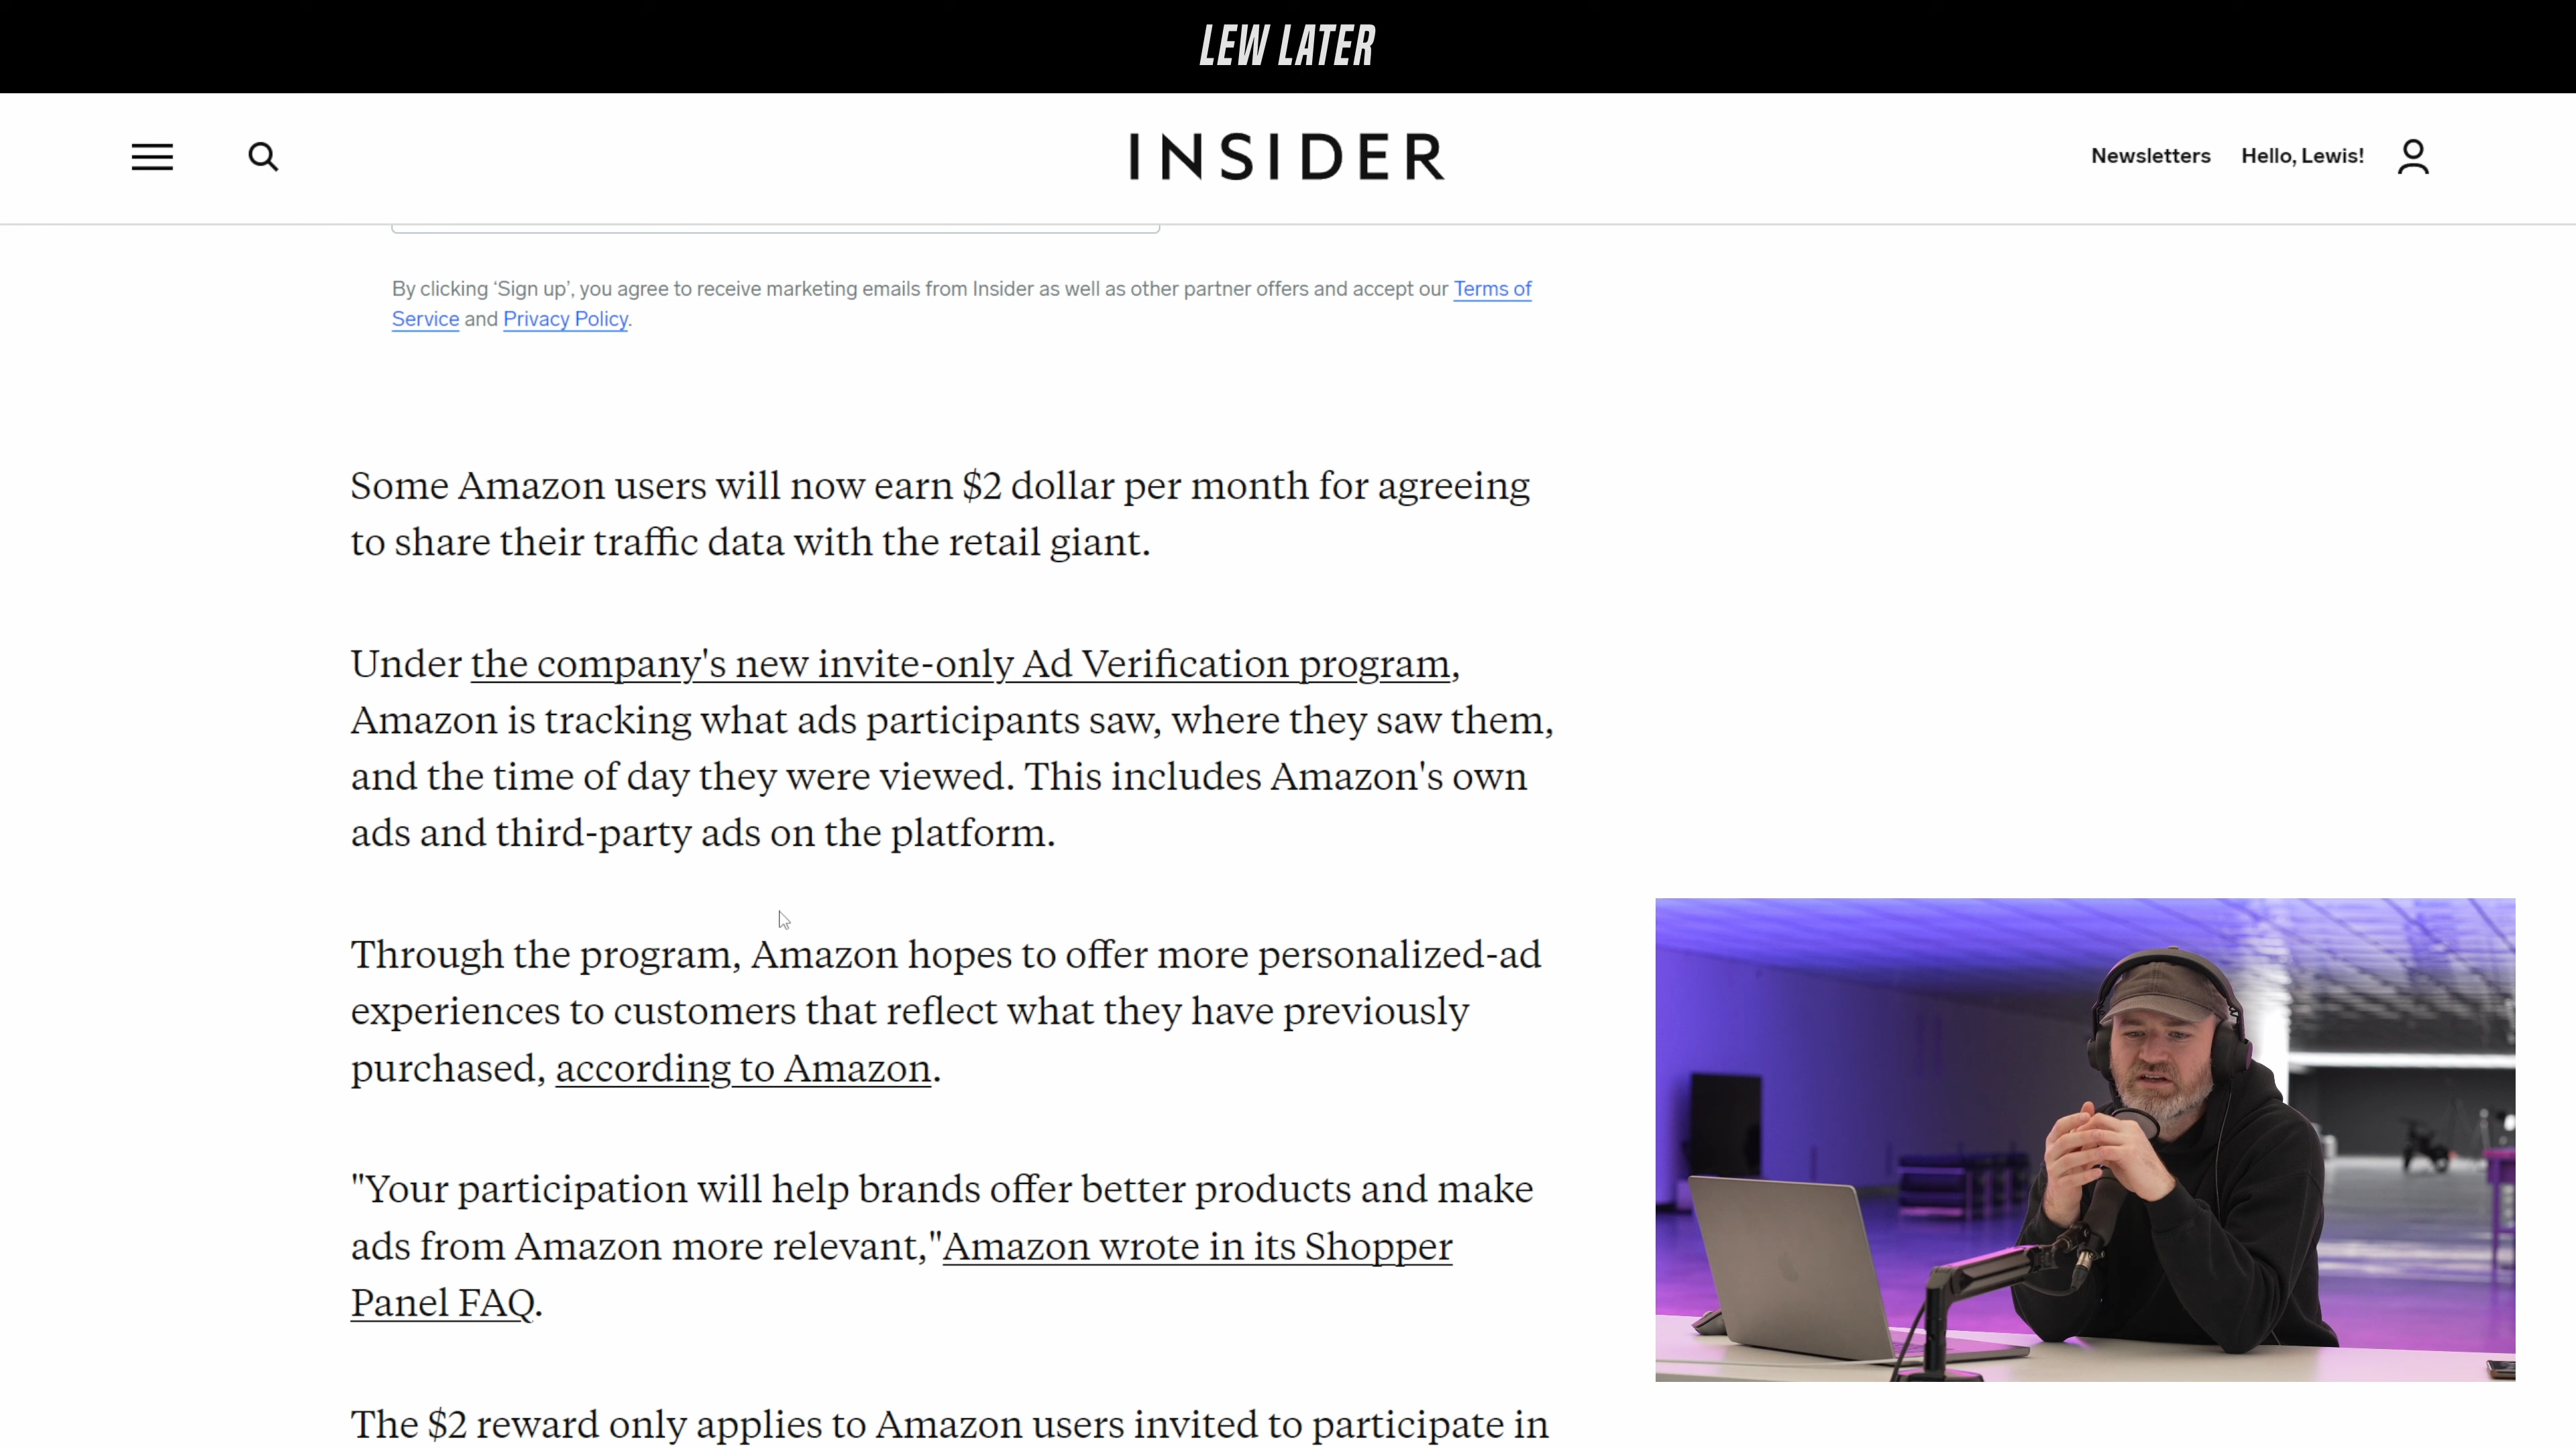 LEW LATER
INSIDER
Newsletters Hello, Lewis!
By clicking ‘Sign up’, you agree to receive marketing emails from Insider as well as other partner offers and accept our Terms of
Service and Privacy Policy.
Some Amazon users will now earn $2 dollar per month for agreeing
to share their traffic data with the retail giant.
Under the company's new invite-only Ad Verification program,
Amazon is tracking what ads participants saw, where they saw them,
and the time of day they were viewed. This includes Amazon's own
ads and third-party ads on the platform.
Through the program, Amazon hopes to offer more personalized-ad
experiences to customers that reflect what they have previously
purchased, according to Amazon.
"Your participation will help brands offer better products and make
ads from Amazon more relevant,"Amazon wrote in its Shopper
Panel FAQ.
The $2 reward only applies to Amazon users invited to participate in